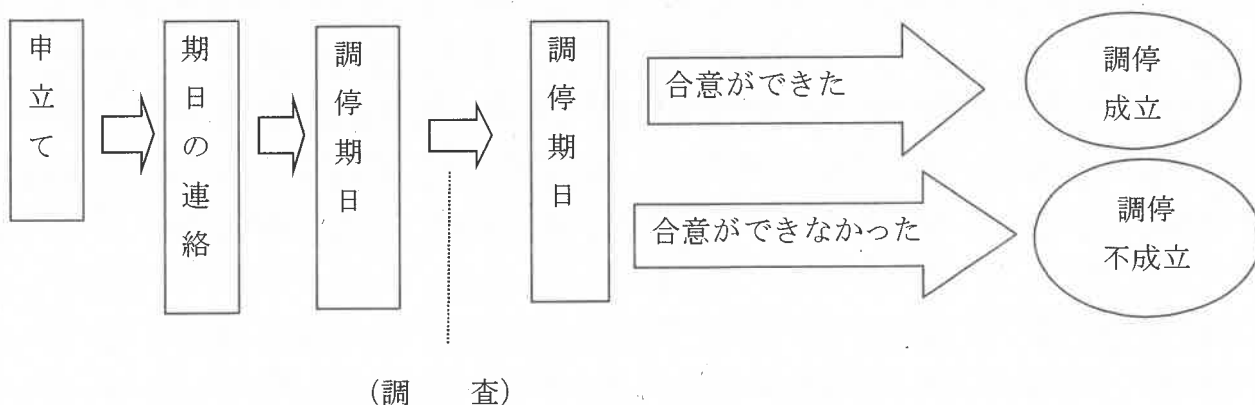 申立て
期日の連絡
調停期日
調停期日
合意ができた
調停
成立
合意ができなかった
調停
不成立
(調　査)